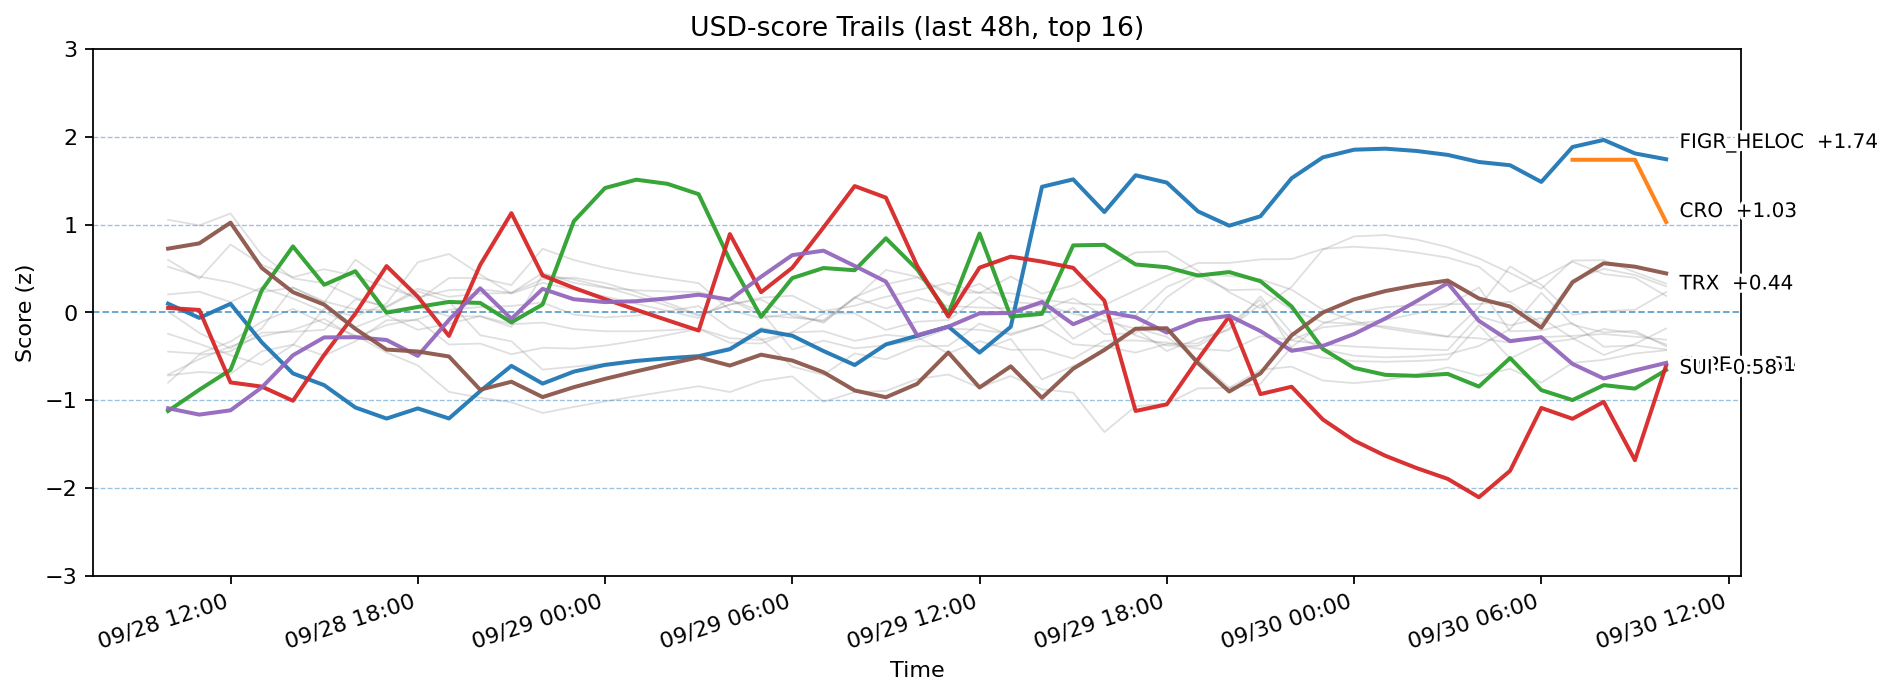 USD-score Trails (last 48h, top 16)
3
2
1
0
−1
−2
−3
Score (z)
FIGR_HELOC +1.74
CRO +1.03
TRX +0.44
SUI −0.58
09/28 12:00
09/28 18:00
09/29 00:00
09/29 06:00
09/29 12:00
09/29 18:00
09/30 00:00
09/30 06:00
09/30 12:00
Time